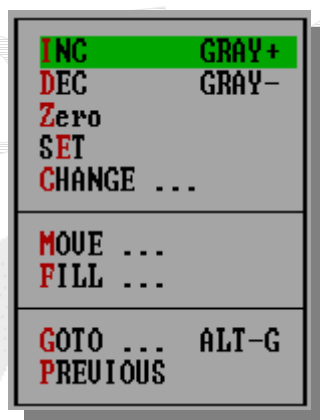 INC GRAY+
DEC GRAY-
Zero
SET
CHANGE ...
MOVE ...
FILL ...
GOTO ... ALT-G
PREVIOUS